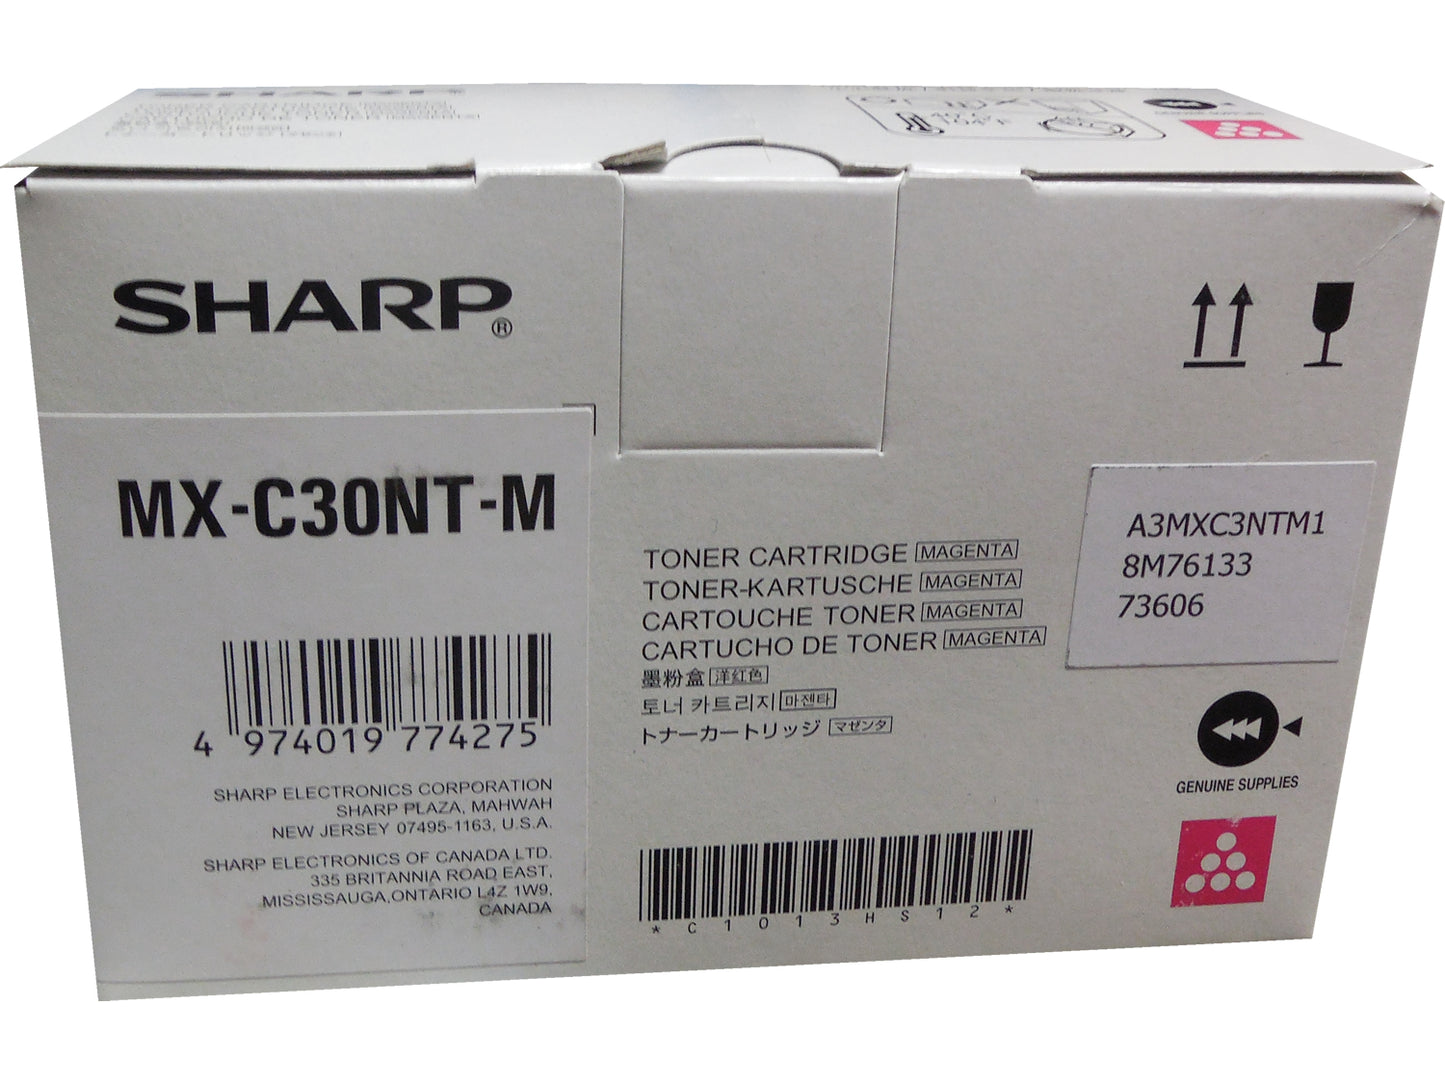 GENUINE SUPPLIES
SHARP®
MX-C30NT-M
4 974019 774275
SHARP ELECTRONICS CORPORATION
SHARP PLAZA, MAHWAH
NEW JERSEY 07495-1163, U.S.A.
SHARP ELECTRONICS OF CANADA LTD.
335 BRITANNIA ROAD EAST,
MISSISSAUGA,ONTARIO L4Z 1W9,
CANADA
TONER CARTRIDGE MAGENTA
TONER-KARTUSCHE MAGENTA
CARTOUCHE TONER MAGENTA
CARTUCHO DE TONER MAGENTA
墨粉盒 洋红色
토너 카트리지 마젠타
トナーカートリッジ マゼンタ
*C1013HS12*
A3MXC3NTM1
8M76133
73606
GENUINE SUPPLIES